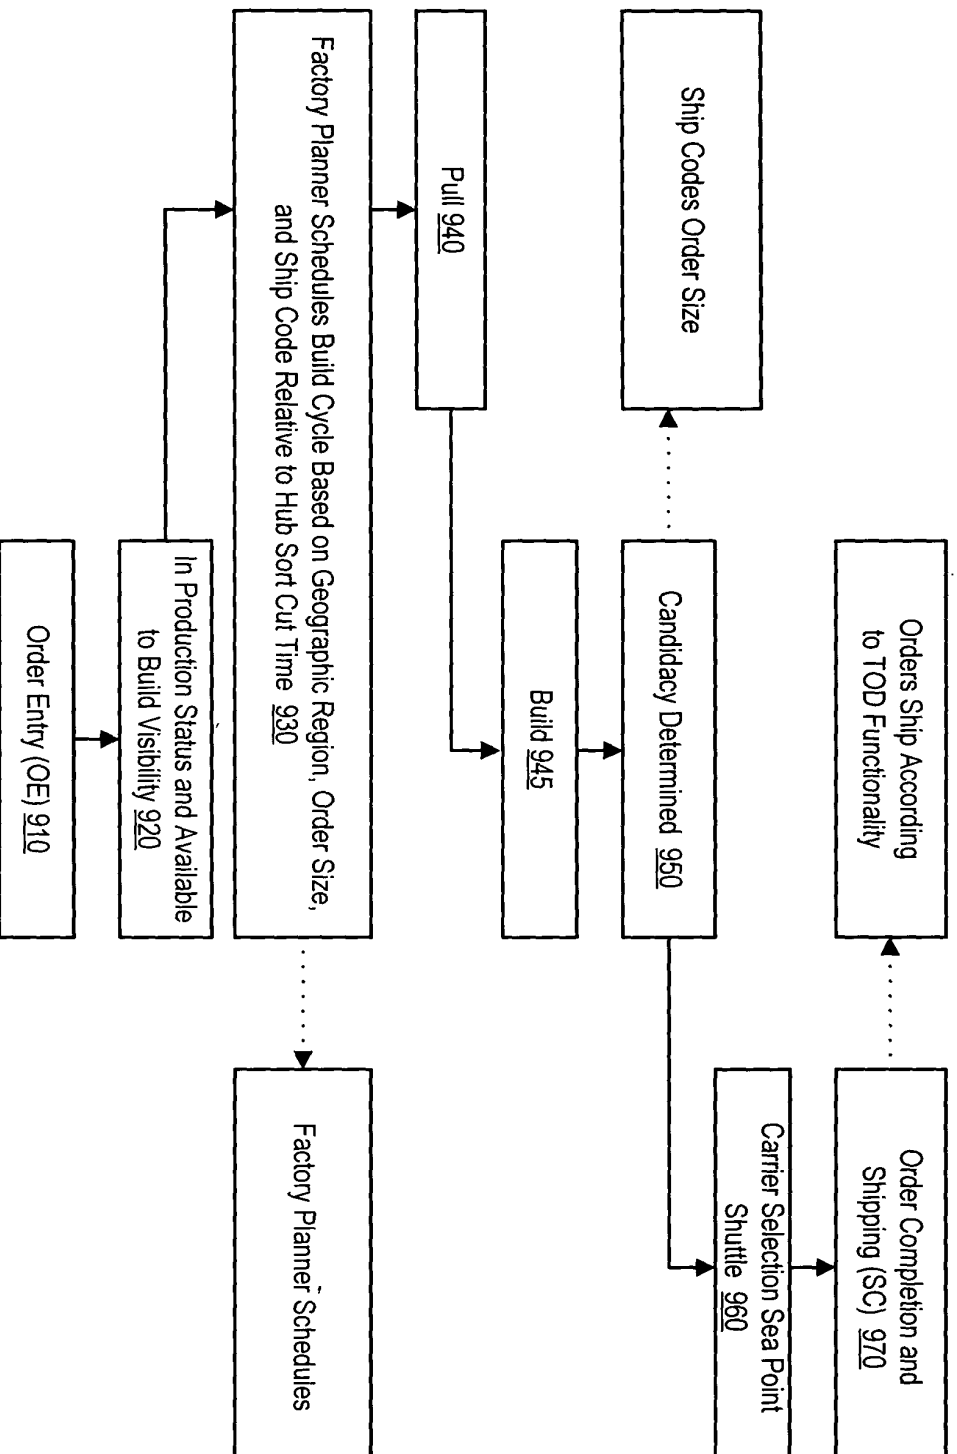 Order Entry (OE) 910
In Production Status and Available
to Build Visibility 920
Factory Planner Schedules Build Cycle Based on Geographic Region, Order Size,
and Ship Code Relative to Hub Sort Cut Time 930
Factory Planner Schedules
Pull 940
Build 945
Candidacy Determined 950
Ship Codes Order Size
Carrier Selection Sea Point
Shuttle 960
Order Completion and
Shipping (SC) 970
Orders Ship According
to TOD Functionality